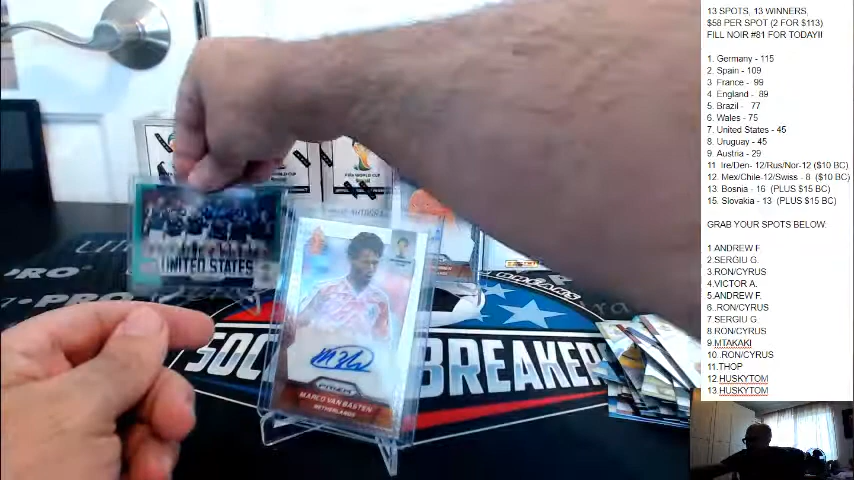 13 SPOTS, 13 WINNERS,
$58 PER SPOT (2 FOR $113)
FILL NOIR #81 FOR TODAY!!
1. Germany - 115
2. Spain - 109
3. France - 99
4. England - 89
5. Brazil - 77
6. Wales - 75
7. United States - 45
8. Uruguay - 45
9. Austria - 29
11. Ire/Den- 12/Rus/Nor-12 ($10 BC)
12. Mex/Chile-12/Swiss - 8 ($10 BC)
13. Bosnia - 16 (PLUS $15 BC)
15. Slovakia - 13 (PLUS $15 BC)
GRAB YOUR SPOTS BELOW:
1 ANDREW F
2.SERGIU G.
3.RON/CYRUS
4.VICTOR A.
5.ANDREW F.
6..RON/CYRUS
7.SERGIU G.
8 RON/CYRUS
9.MTAKAKI
10..RON/CYRUS
11.THOP
12.HUSKYTOM
13 HUSKYTOM
UNITED STATES
PRIZM
MARCO VAN BASTEN
NETHERLANDS
SOC BREAKERS
PRO